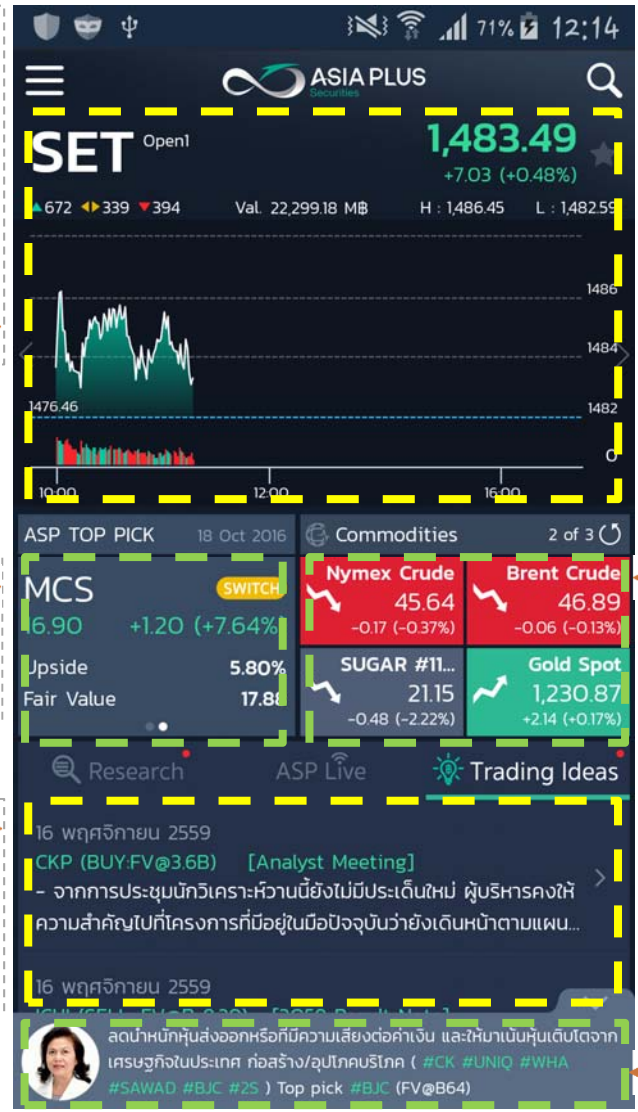 71% 12:14
ASIA PLUS
Securities
SET Open1 1,483.49
+7.03 (+0.48%)
672 339 394 Val. 22,299.18 M฿ H : 1,486.45 L : 1,482.59
1486
1484
1476.46
1482
0
10:00 12:00 16:00
ASP TOP PICK 18 Oct 2016
MCS SWITCH
16.90 +1.20 (+7.64%)
Upside 5.80%
Fair Value 17.88
Commodities 2 of 3
Nymex Crude
45.64
-0.17 (-0.37%)
Brent Crude
46.89
-0.06 (-0.13%)
SUGAR #11...
21.15
-0.48 (-2.22%)
Gold Spot
1,230.87
+2.14 (+0.17%)
Research ASP Live Trading Ideas
16 พฤศจิกายน 2559
CKP (BUY:FV@3.6B) [Analyst Meeting]
- จากการประชุมนักวิเคราะห์วานนี้ยังไม่มีประเด็นใหม่ ผู้บริหารคงให้
ความสำคัญไปที่โครงการที่มีอยู่ในมือปัจจุบันว่ายังเดินหน้าตามแผน...
16 พฤศจิกายน 2559
ลดน้ำหนักหุ้นส่งออกหรือที่มีความเสี่ยงต่อค่าเงิน และให้มาเน้นหุ้นเติบโตจาก
เศรษฐกิจในประเทศ ก่อสร้าง/อุปโภคบริโภค ( #CK #UNIQ #WHA
#SAWAD #BJC #2S ) Top pick #BJC (FV@B64)